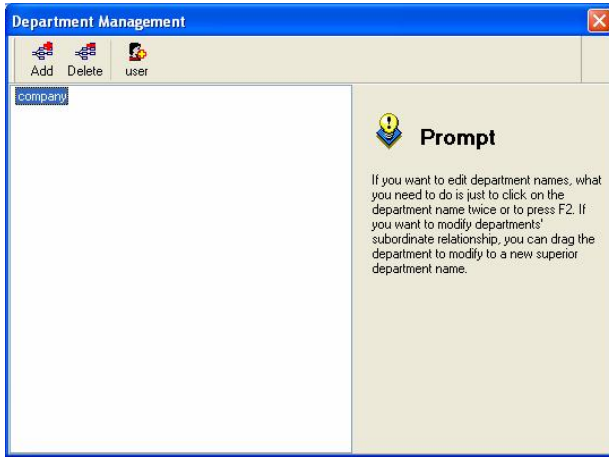 Department Management
Add Delete user
company
Prompt
If you want to edit department names, what
you need to do is just to click on the
department name twice or to press F2. If
you want to modify departments'
subordinate relationship, you can drag the
department to modify to a new superior
department name.